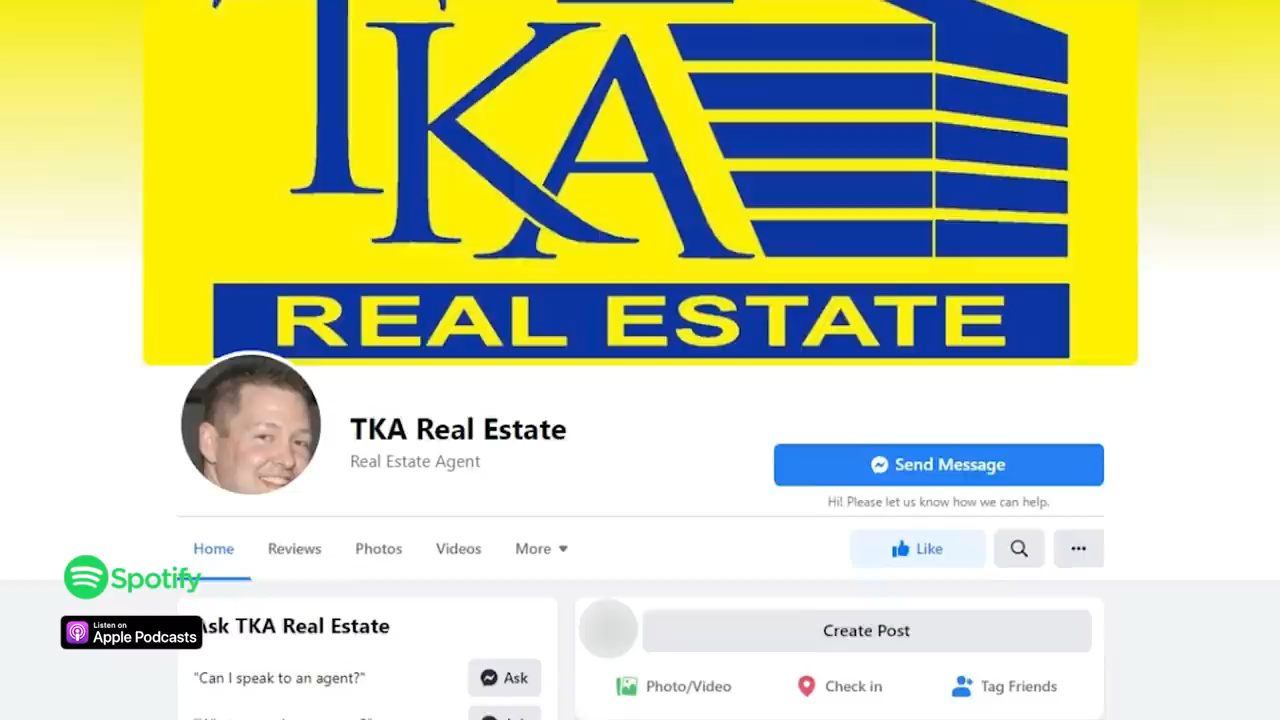 TKA
REAL ESTATE
TKA Real Estate
Real Estate Agent
Send Message
Hi! Please let us know how we can help.
Home Reviews Photos Videos More
Like
Spotify
Listen on
Apple Podcasts
Ask TKA Real Estate
Create Post
"Can I speak to an agent?"
Ask
Photo/Video Check in Tag Friends